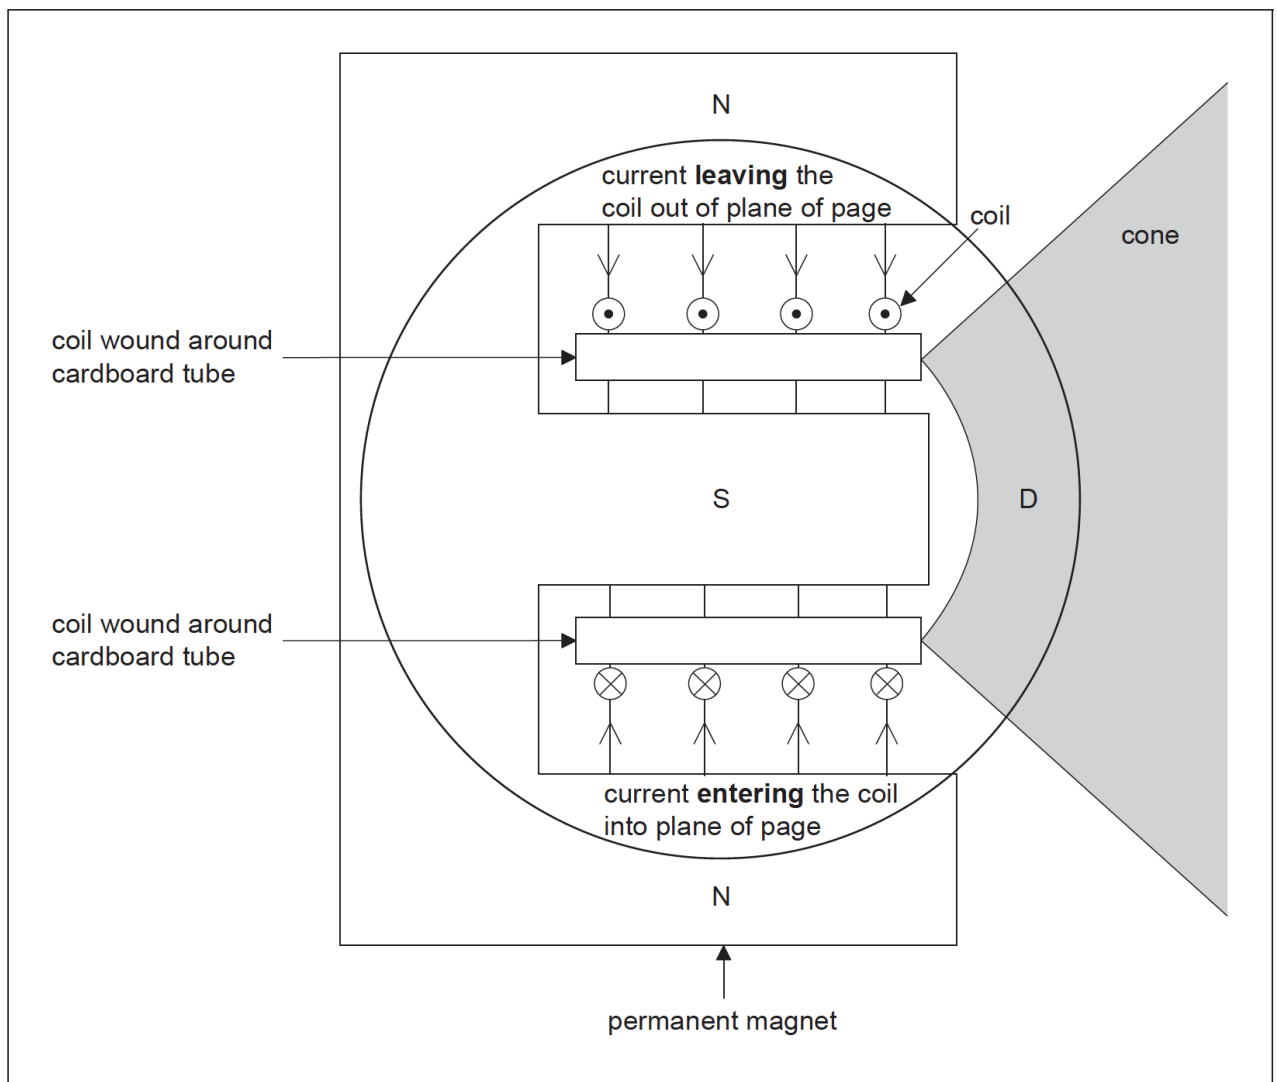 N
current leaving the
coil out of plane of page
coil
cone
coil wound around
cardboard tube
S
D
coil wound around
cardboard tube
current entering the coil
into plane of page
N
permanent magnet